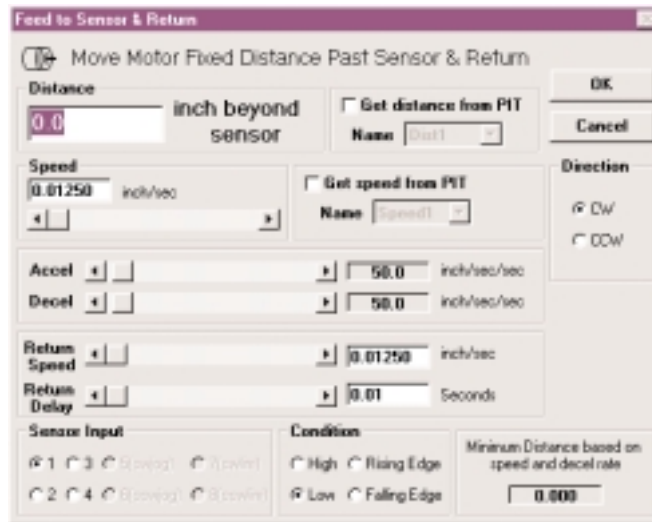 Feed to Sensor & Return
Move Motor Fixed Distance Past Sensor & Return
Distance
0.0
inch beyond
sensor
Get distance from PIT
Name Dist1
OK
Cancel
Speed
0.01250 inch/sec
Get speed from PIT
Name Speed1
Direction
CW
CCW
Accel 50.0 inch/sec/sec
Decel 50.0 inch/sec/sec
Return
Speed
0.01250 inch/sec
Return
Delay
0.01 Seconds
Sensor Input
1 3
2 4
Condition
High Rising Edge
Low Falling Edge
Minimum Distance based on
speed and decel rate
0.000